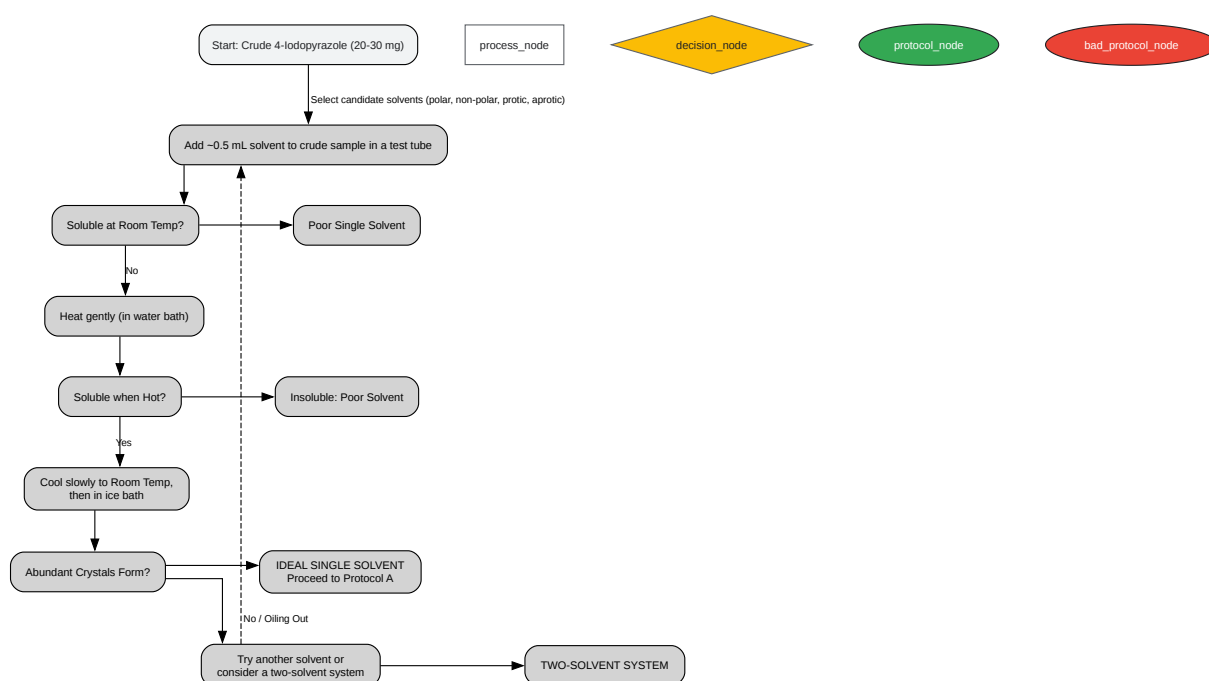 Start: Crude 4-Iodopyrazole (20-30 mg)
process_node
decision_node
protocol_node
bad_protocol_node
Select candidate solvents (polar, non-polar, protic, aprotic)
Add ~0.5 mL solvent to crude sample in a test tube
Soluble at Room Temp?
Poor Single Solvent
No
Heat gently (in water bath)
Soluble when Hot?
Insoluble: Poor Solvent
Yes
Cool slowly to Room Temp,
then in ice bath
Abundant Crystals Form?
IDEAL SINGLE SOLVENT
Proceed to Protocol A
No / Oiling Out
Try another solvent or
consider a two-solvent system
TWO-SOLVENT SYSTEM